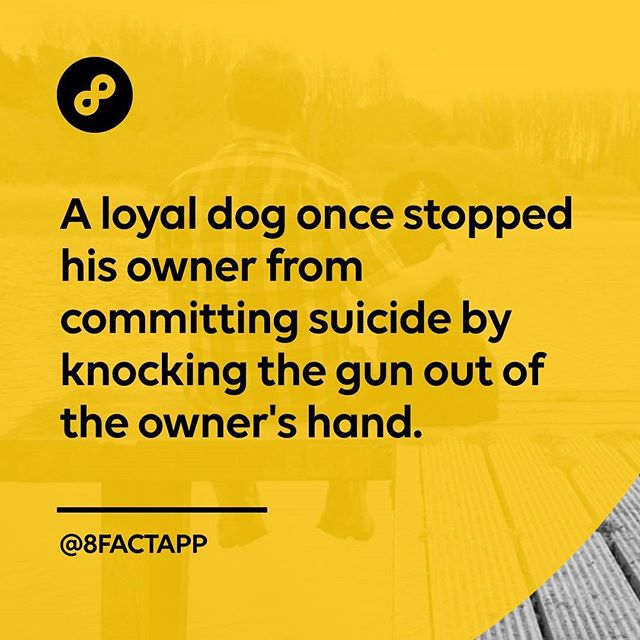 A loyal dog once stopped
his owner from
committing suicide by
knocking the gun out of
the owner's hand.
@8FACTAPP